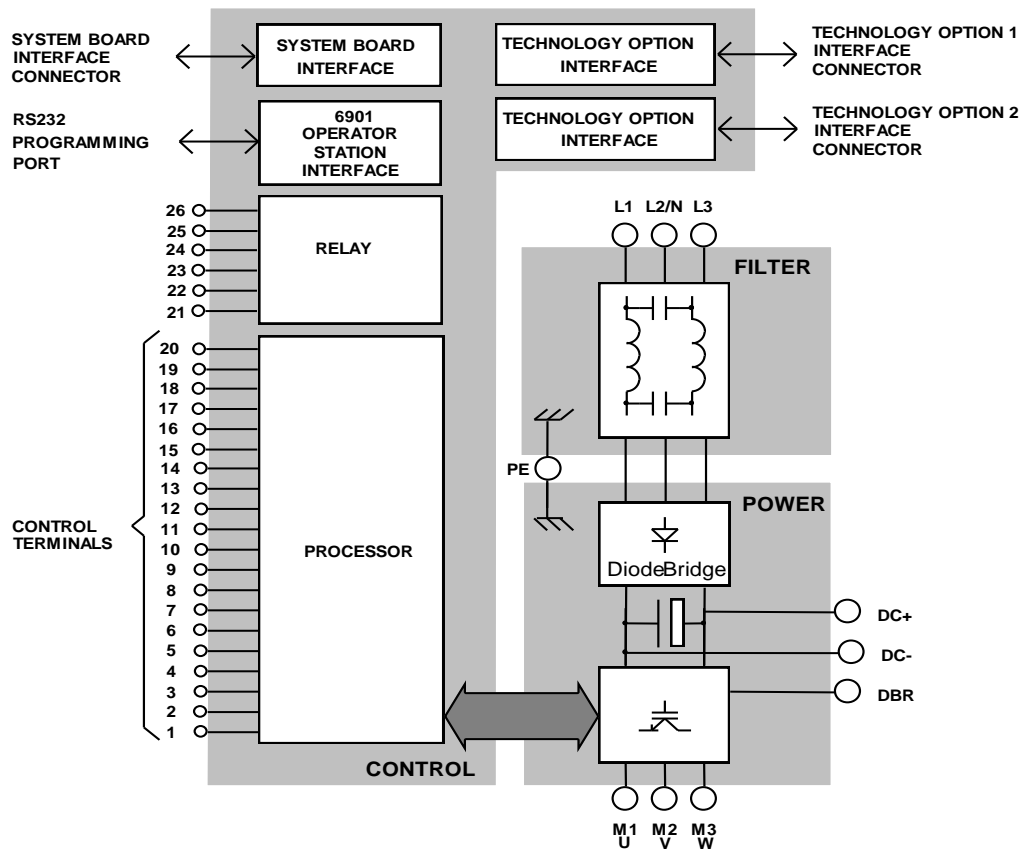 SYSTEM BOARD
INTERFACE
CONNECTOR
SYSTEM BOARD
INTERFACE
TECHNOLOGY OPTION
INTERFACE
TECHNOLOGY OPTION 1
INTERFACE
CONNECTOR
RS232
PROGRAMMING
PORT
6901
OPERATOR
STATION
INTERFACE
TECHNOLOGY OPTION
INTERFACE
TECHNOLOGY OPTION 2
INTERFACE
CONNECTOR
26
25
24
23
22
21
RELAY
L1 L2/N L3
FILTER
CONTROL
TERMINALS
20
19
18
17
16
15
14
13
12
11
10
9
8
7
6
5
4
3
2
1
PROCESSOR
CONTROL
PE
POWER
DiodeBridge
DC+
DC-
DBR
M1 M2 M3
U V W